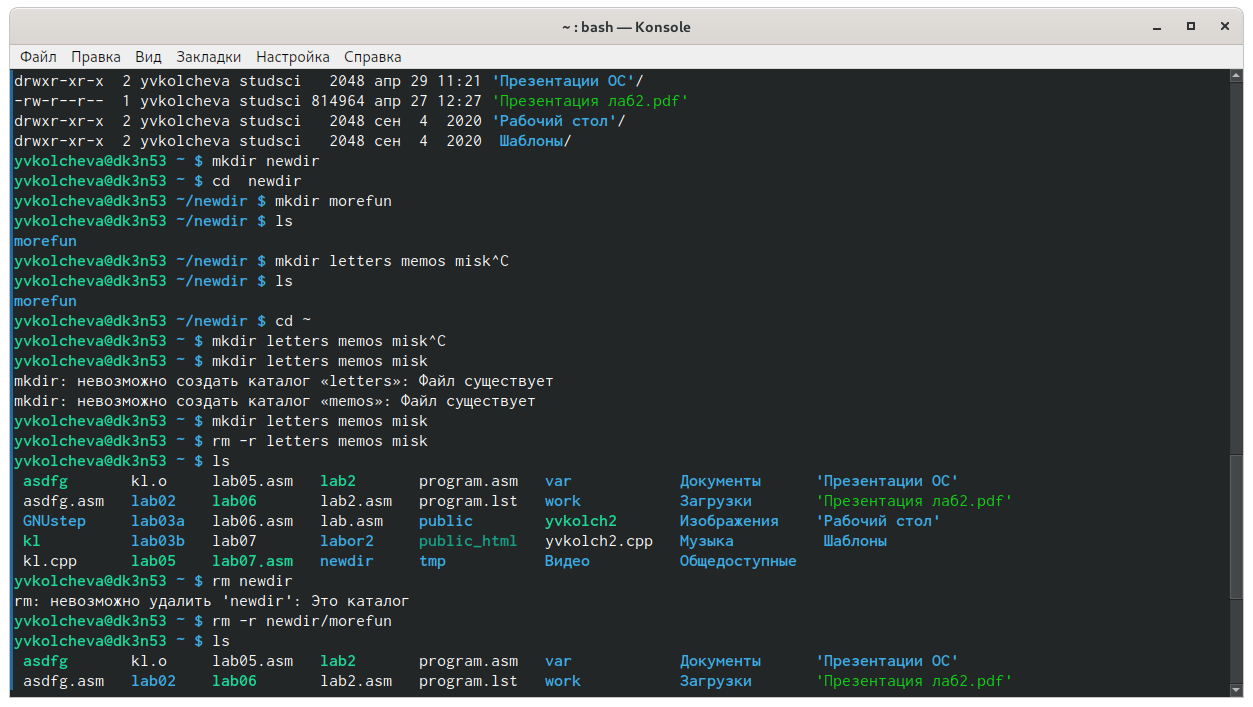 ~ : bash — Konsole
Файл Правка Вид Закладки Настройка Справка
drwxr-xr-x  2 yvkolcheva studsci   2048 апр 29 11:21 'Презентации ОС'/
-rw-r--r--  1 yvkolcheva studsci 814964 апр 27 12:27 'Презентация лаб2.pdf'
drwxr-xr-x  2 yvkolcheva studsci   2048 сен  4  2020 'Рабочий стол'/
drwxr-xr-x  2 yvkolcheva studsci   2048 сен  4  2020  Шаблоны/
yvkolcheva@dk3n53 ~ $ mkdir newdir
yvkolcheva@dk3n53 ~ $ cd  newdir
yvkolcheva@dk3n53 ~/newdir $ mkdir morefun
yvkolcheva@dk3n53 ~/newdir $ ls
morefun
yvkolcheva@dk3n53 ~/newdir $ mkdir letters memos misk^C
yvkolcheva@dk3n53 ~/newdir $ ls
morefun
yvkolcheva@dk3n53 ~/newdir $ cd ~
yvkolcheva@dk3n53 ~ $ mkdir letters memos misk^C
yvkolcheva@dk3n53 ~ $ mkdir letters memos misk
mkdir: невозможно создать каталог «letters»: Файл существует
mkdir: невозможно создать каталог «memos»: Файл существует
yvkolcheva@dk3n53 ~ $ mkdir letters memos misk
yvkolcheva@dk3n53 ~ $ rm -r letters memos misk
yvkolcheva@dk3n53 ~ $ ls
asdfg     kl.o    lab05.asm  lab2      program.asm  var          Документы      'Презентации ОС'
asdfg.asm  lab02   lab06      lab2.asm  program.lst  work         Загрузки       'Презентация лаб2.pdf'
GNUstep    lab03a  lab06.asm  lab.asm   public       yvkolch2     Изображения    'Рабочий стол'
kl         lab03b  lab07      labor2    public_html  yvkolch2.cpp  Музыка         Шаблоны
kl.cpp     lab05   lab07.asm  newdir    tmp          Видео        Общедоступные
yvkolcheva@dk3n53 ~ $ rm newdir
rm: невозможно удалить 'newdir': Это каталог
yvkolcheva@dk3n53 ~ $ rm -r newdir/morefun
yvkolcheva@dk3n53 ~ $ ls
asdfg      kl.o    lab05.asm  lab2      program.asm  var          Документы      'Презентации ОС'
asdfg.asm  lab02   lab06      lab2.asm  program.lst  work         Загрузки       'Презентация лаб2.pdf'